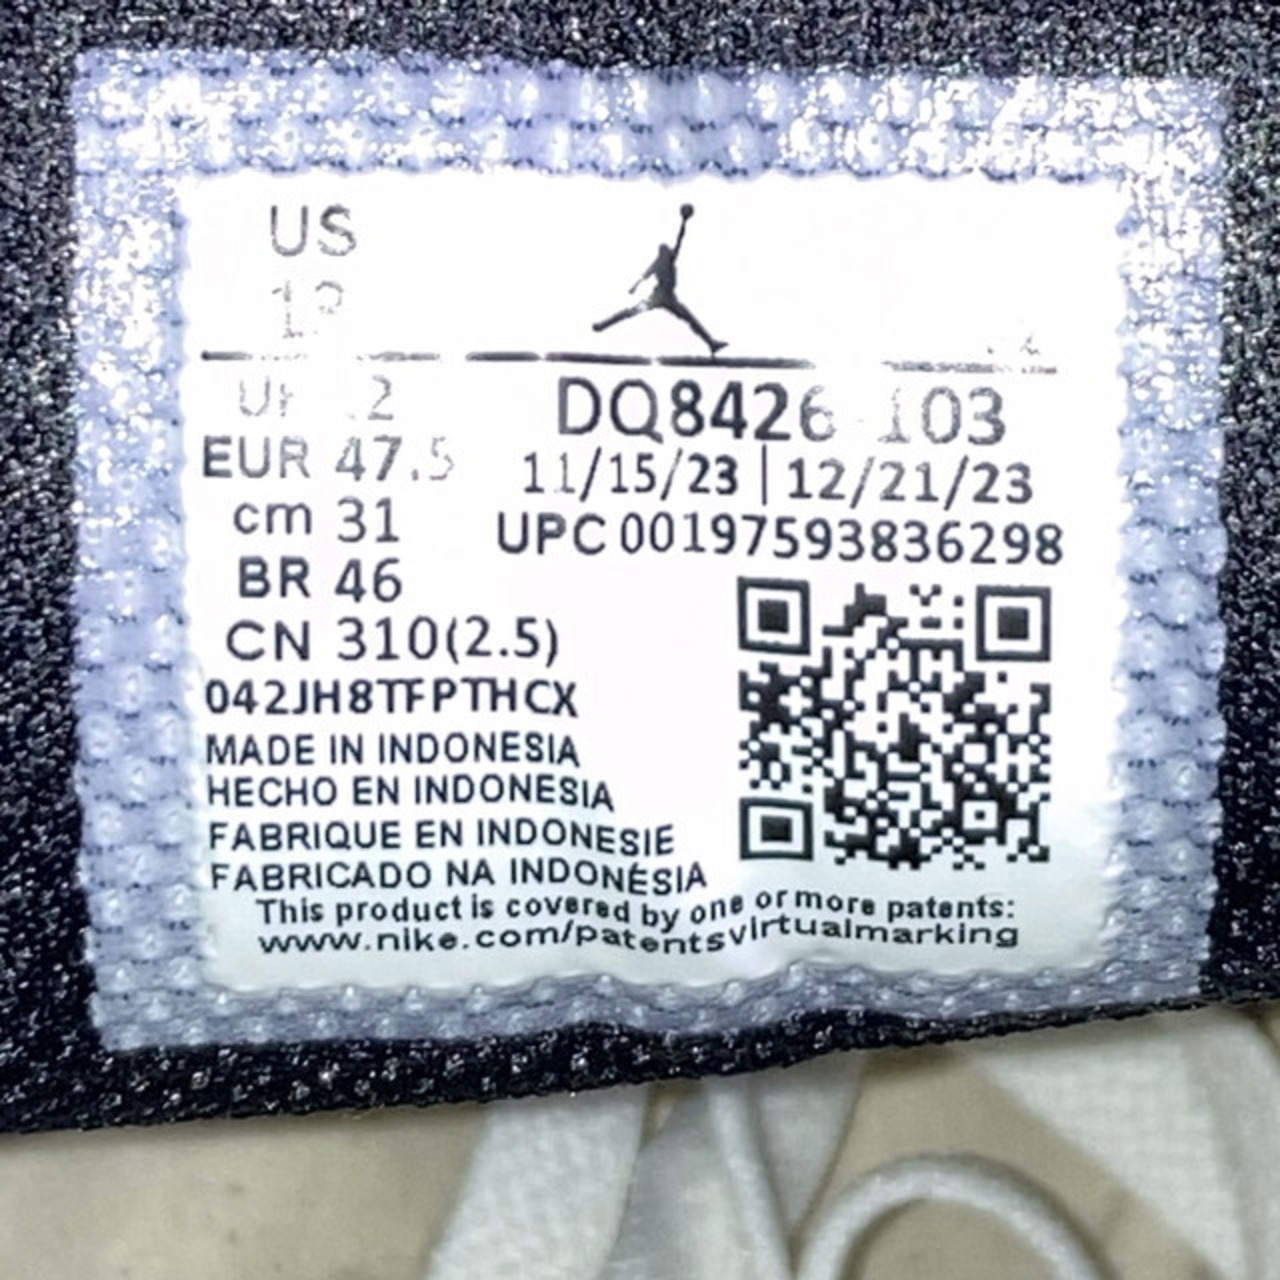 US
EUR 47.5
cm 31
BR 46
CN 310(2.5)
042JH8TFPTHCX
DQ8426 103
11/15/23 | 12/21/23
UPC 00197593836298
MADE IN INDONESIA
HECHO EN INDONESIA
FABRIQUE EN INDONESIE
FABRICADO NA INDONÉSIA
This product is covered by one or more patents:
www.nike.com/patentsvirtualmarking